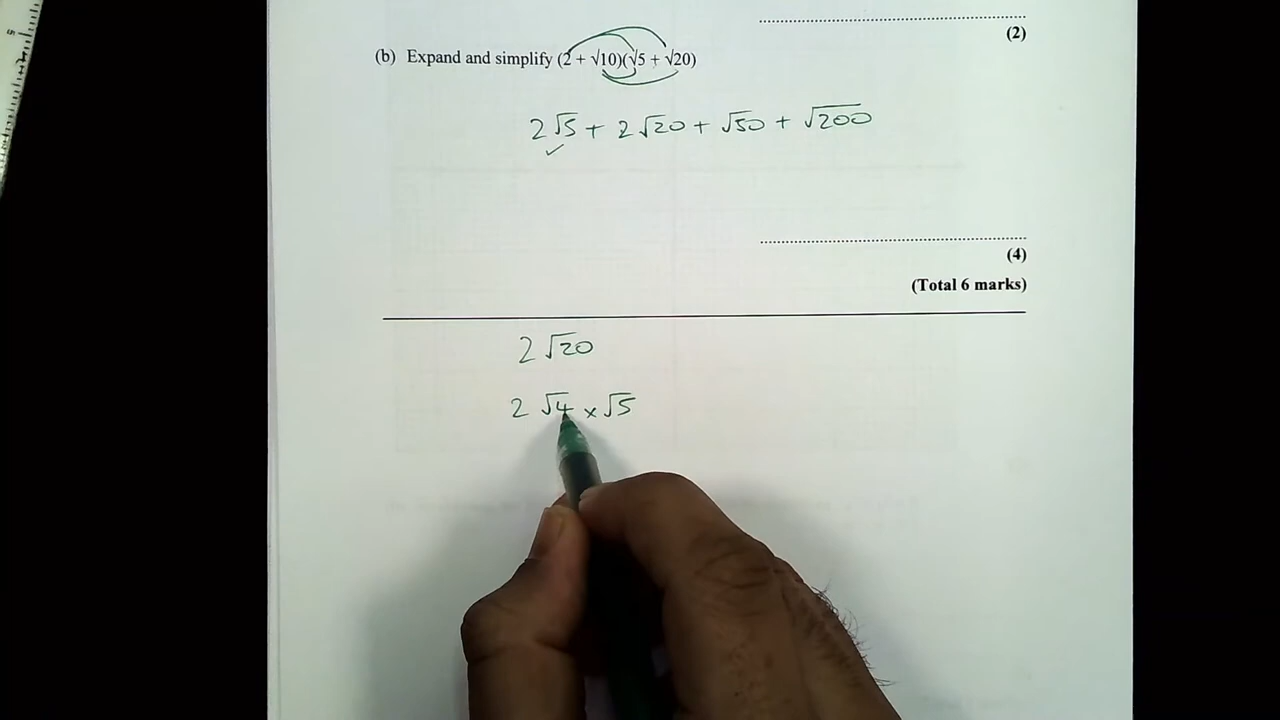 (2)
(b) Expand and simplify (2 + √10)(√5 + √20)
2√5 + 2√20 + √50 + √200
(4)
(Total 6 marks)
2√20
2 √4 × √5
5